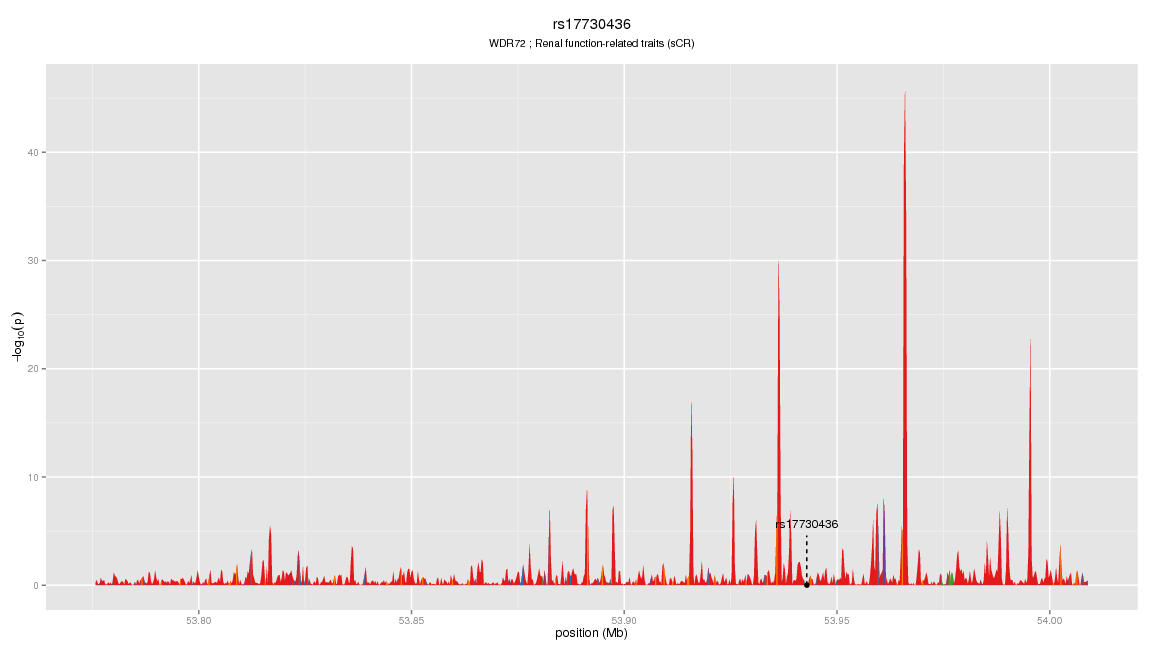 rs17730436
WDR72 ; Renal function-related traits (sCR)
−log10(p)
40
30
20
10
0
rs17730436
53.80 53.85 53.90 53.95 54.00
position (Mb)